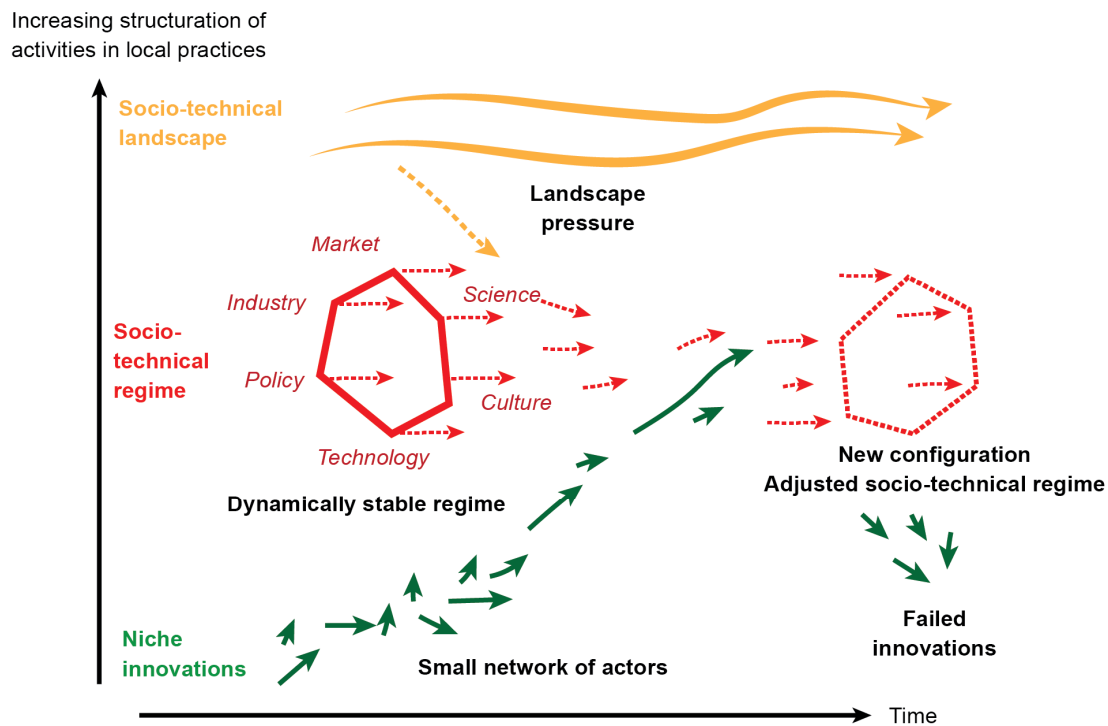 Increasing structuration of
activities in local practices
Socio-technical
landscape
Landscape
pressure
Market
Industry
Science
Socio-
technical
regime
Policy
Culture
Technology
Dynamically stable regime
New configuration
Adjusted socio-technical regime
Niche
innovations
Small network of actors
Failed
innovations
Time